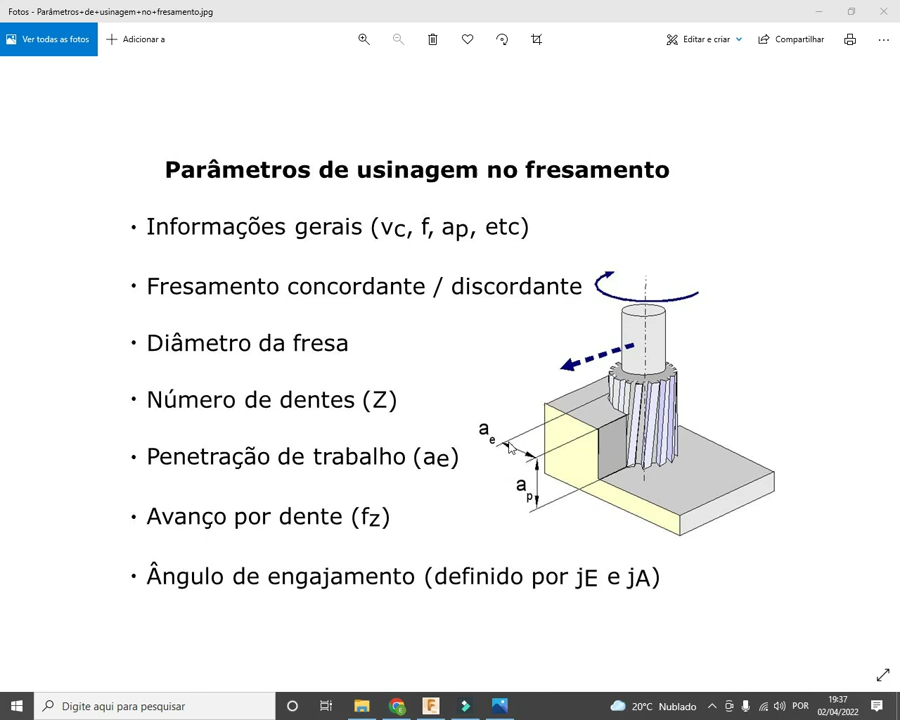 Fotos - Parâmetros+de+usinagem+no+fresamento.jpg
Ver todas as fotos
Adicionar a
Editar e criar
Compartilhar
Parâmetros de usinagem no fresamento
• Informações gerais (vc, f, ap, etc)
• Fresamento concordante / discordante
• Diâmetro da fresa
• Número de dentes (Z)
a e
• Penetração de trabalho (ae)
a p
• Avanço por dente (fz)
• Ângulo de engajamento (definido por jE e jA)
Digite aqui para pesquisar
20°C Nublado
POR
19:37
02/04/2022